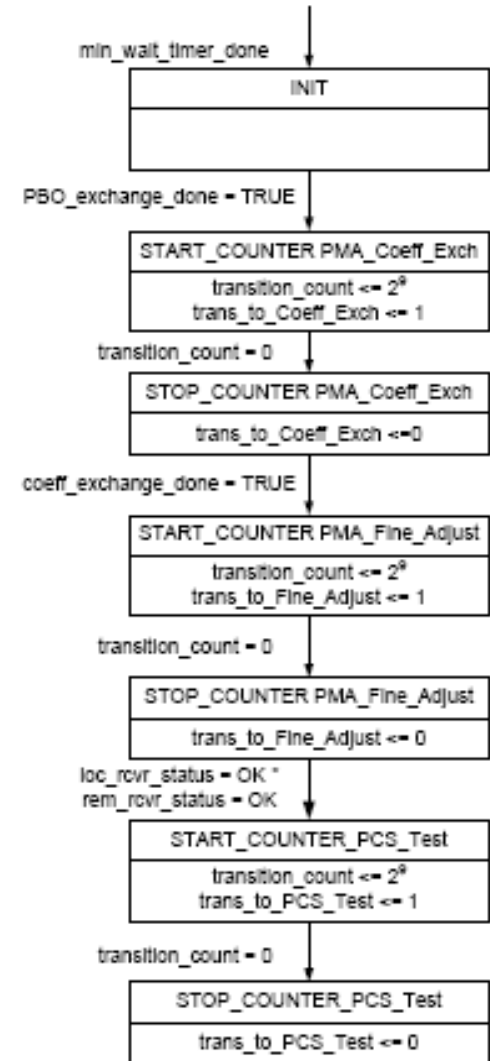 min_wait_timer_done
INIT
PBO_exchange_done = TRUE
START_COUNTER PMA_Coeff_Exch
transition_count <= 2⁹
trans_to_Coeff_Exch <= 1
transition_count = 0
STOP_COUNTER PMA_Coeff_Exch
trans_to_Coeff_Exch <=0
coeff_exchange_done = TRUE
START_COUNTER PMA_Fine_Adjust
transition_count <= 2⁹
trans_to_Fine_Adjust <= 1
transition_count = 0
STOP_COUNTER PMA_Fine_Adjust
trans_to_Fine_Adjust <= 0
loc_rcvr_status = OK *
rem_rcvr_status = OK
START_COUNTER_PCS_Test
transition_count <= 2⁹
trans_to_PCS_Test <= 1
transition_count = 0
STOP_COUNTER_PCS_Test
trans_to_PCS_Test <= 0